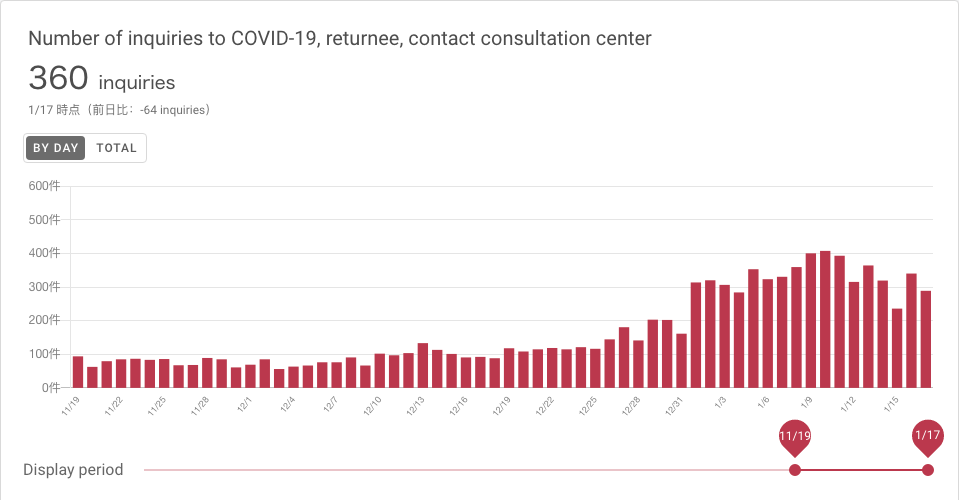 Number of inquiries to COVID-19, returnee, contact consultation center
360 inquiries
1/17 時点（前日比：-64 inquiries）
BY DAY TOTAL
600件
500件
400件
300件
200件
100件
0件
11/19 11/22 11/25 11/28 12/1 12/4 12/7 12/10 12/13 12/16 12/19 12/22 12/25 12/28 12/31 1/3 1/6 1/9 1/12 1/15
11/19 1/17
Display period